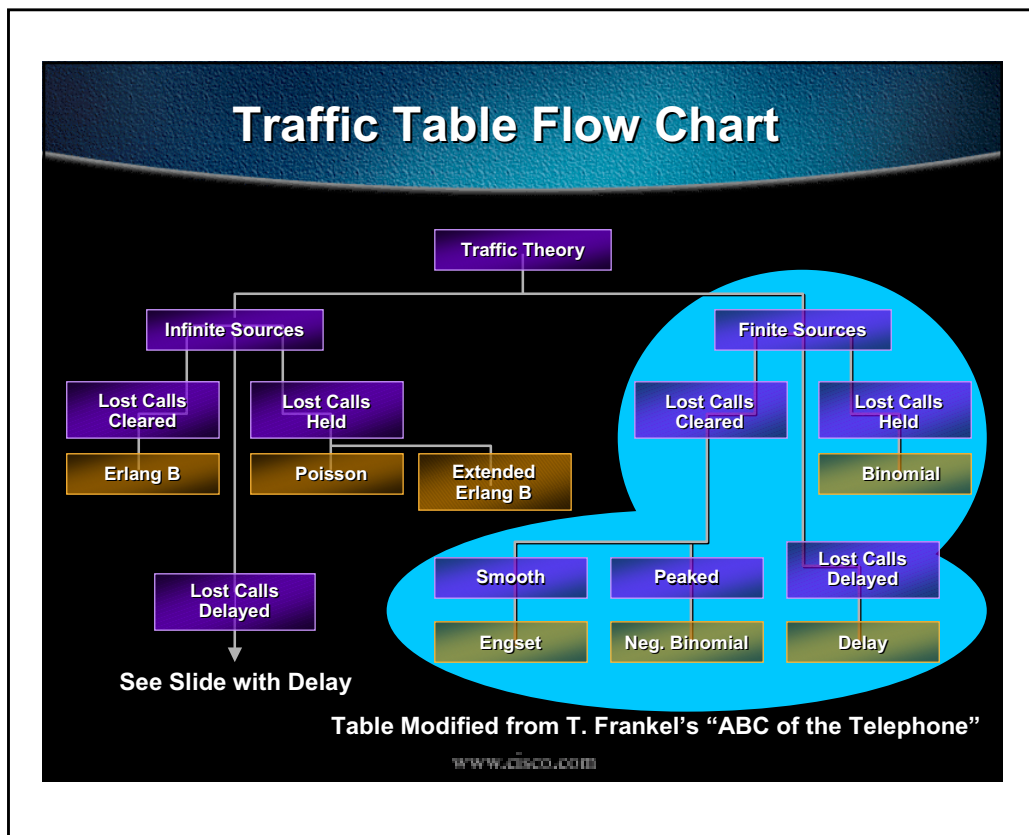 Traffic Table Flow Chart
Traffic Theory
Infinite Sources
Finite Sources
Lost Calls
Cleared
Lost Calls
Held
Lost Calls
Cleared
Lost Calls
Held
Erlang B
Poisson
Extended
Erlang B
Binomial
Lost Calls
Delayed
Smooth
Peaked
Lost Calls
Delayed
Engset
Neg. Binomial
Delay
See Slide with Delay
Table Modified from T. Frankel's “ABC of the Telephone”
www.cisco.com